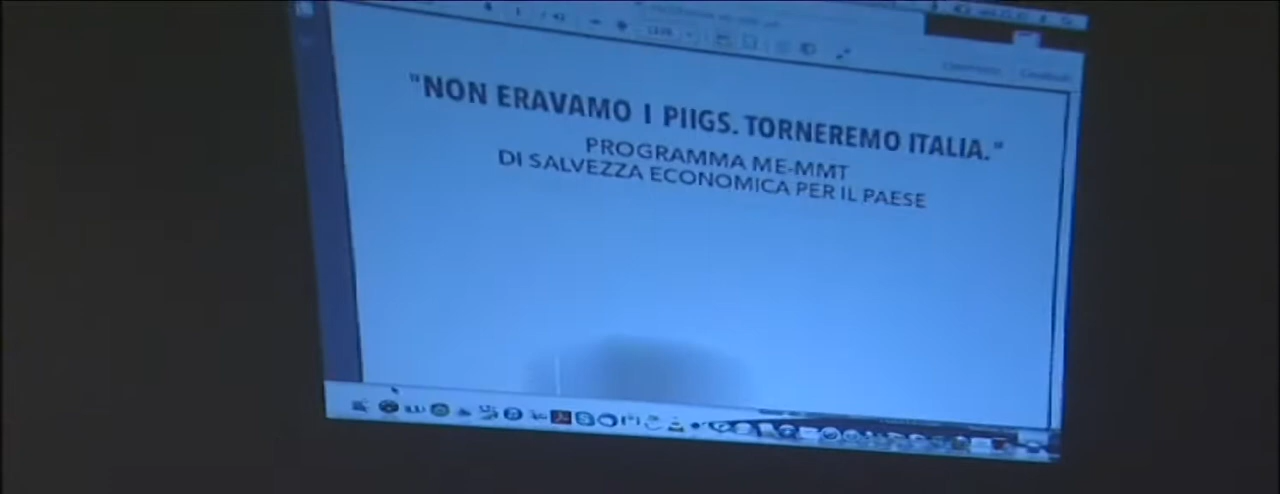 "NON ERAVAMO I PIIGS. TORNEREMO ITALIA."
PROGRAMMA ME-MMT
DI SALVEZZA ECONOMICA PER IL PAESE